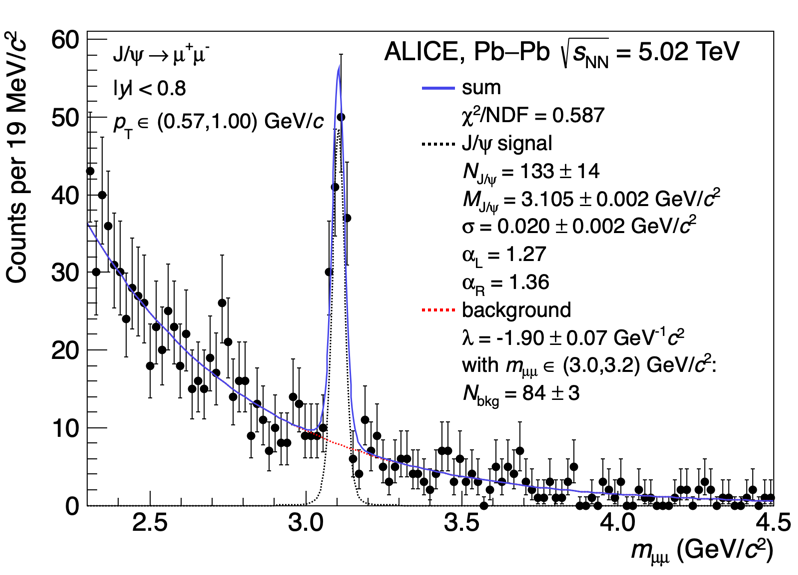 Counts per 19 MeV/c²
60
50
40
30
20
10
0
J/ψ → μ⁺μ⁻
|y| < 0.8
p_T ∈ (0.57,1.00) GeV/c
ALICE, Pb–Pb √s_NN = 5.02 TeV
sum
χ²/NDF = 0.587
J/ψ signal
N_J/ψ = 133 ± 14
M_J/ψ = 3.105 ± 0.002 GeV/c²
σ = 0.020 ± 0.002 GeV/c²
α_L = 1.27
α_R = 1.36
background
λ = -1.90 ± 0.07 GeV⁻¹c²
with m_μμ ∈ (3.0,3.2) GeV/c²:
N_bkg = 84 ± 3
2.5
3.0
3.5
4.0
4.5
m_μμ (GeV/c²)